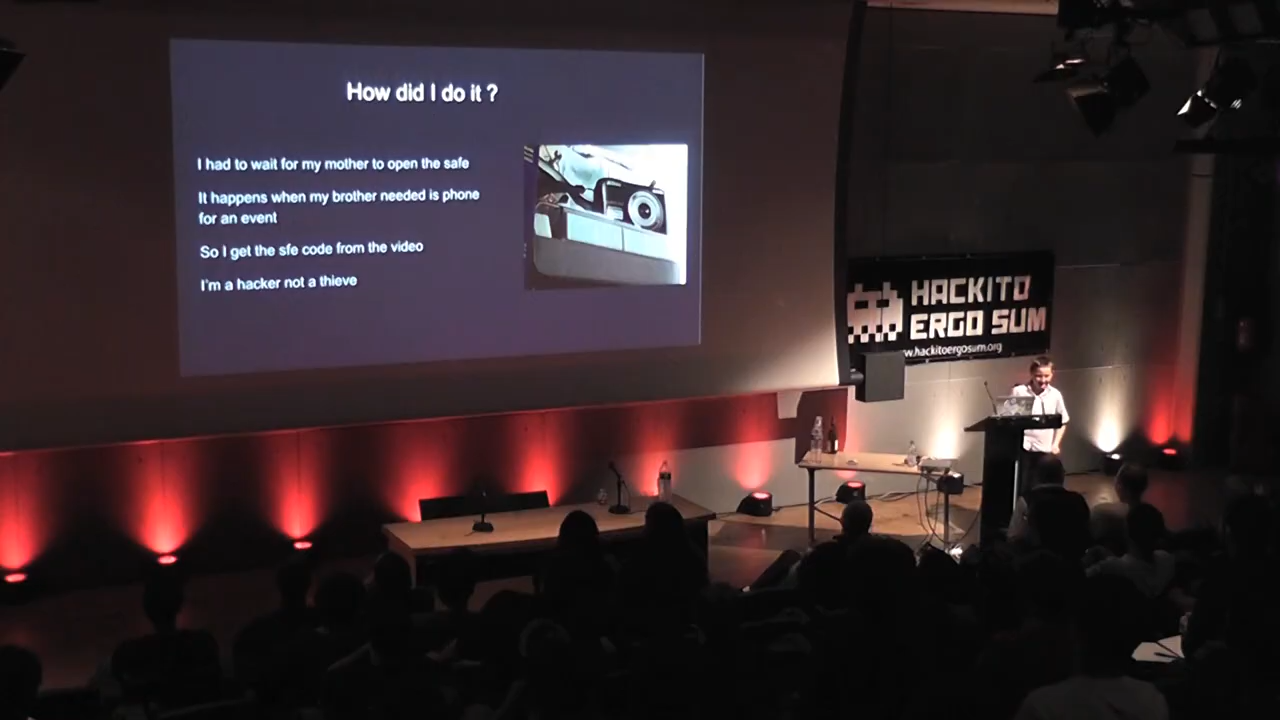 How did I do it ?
I had to wait for my mother to open the safe
It happens when my brother needed is phone
for an event
So I get the sfe code from the video
I'm a hacker not a thieve
HACKITO
ERGO SUM
w.hackitoergosum.org